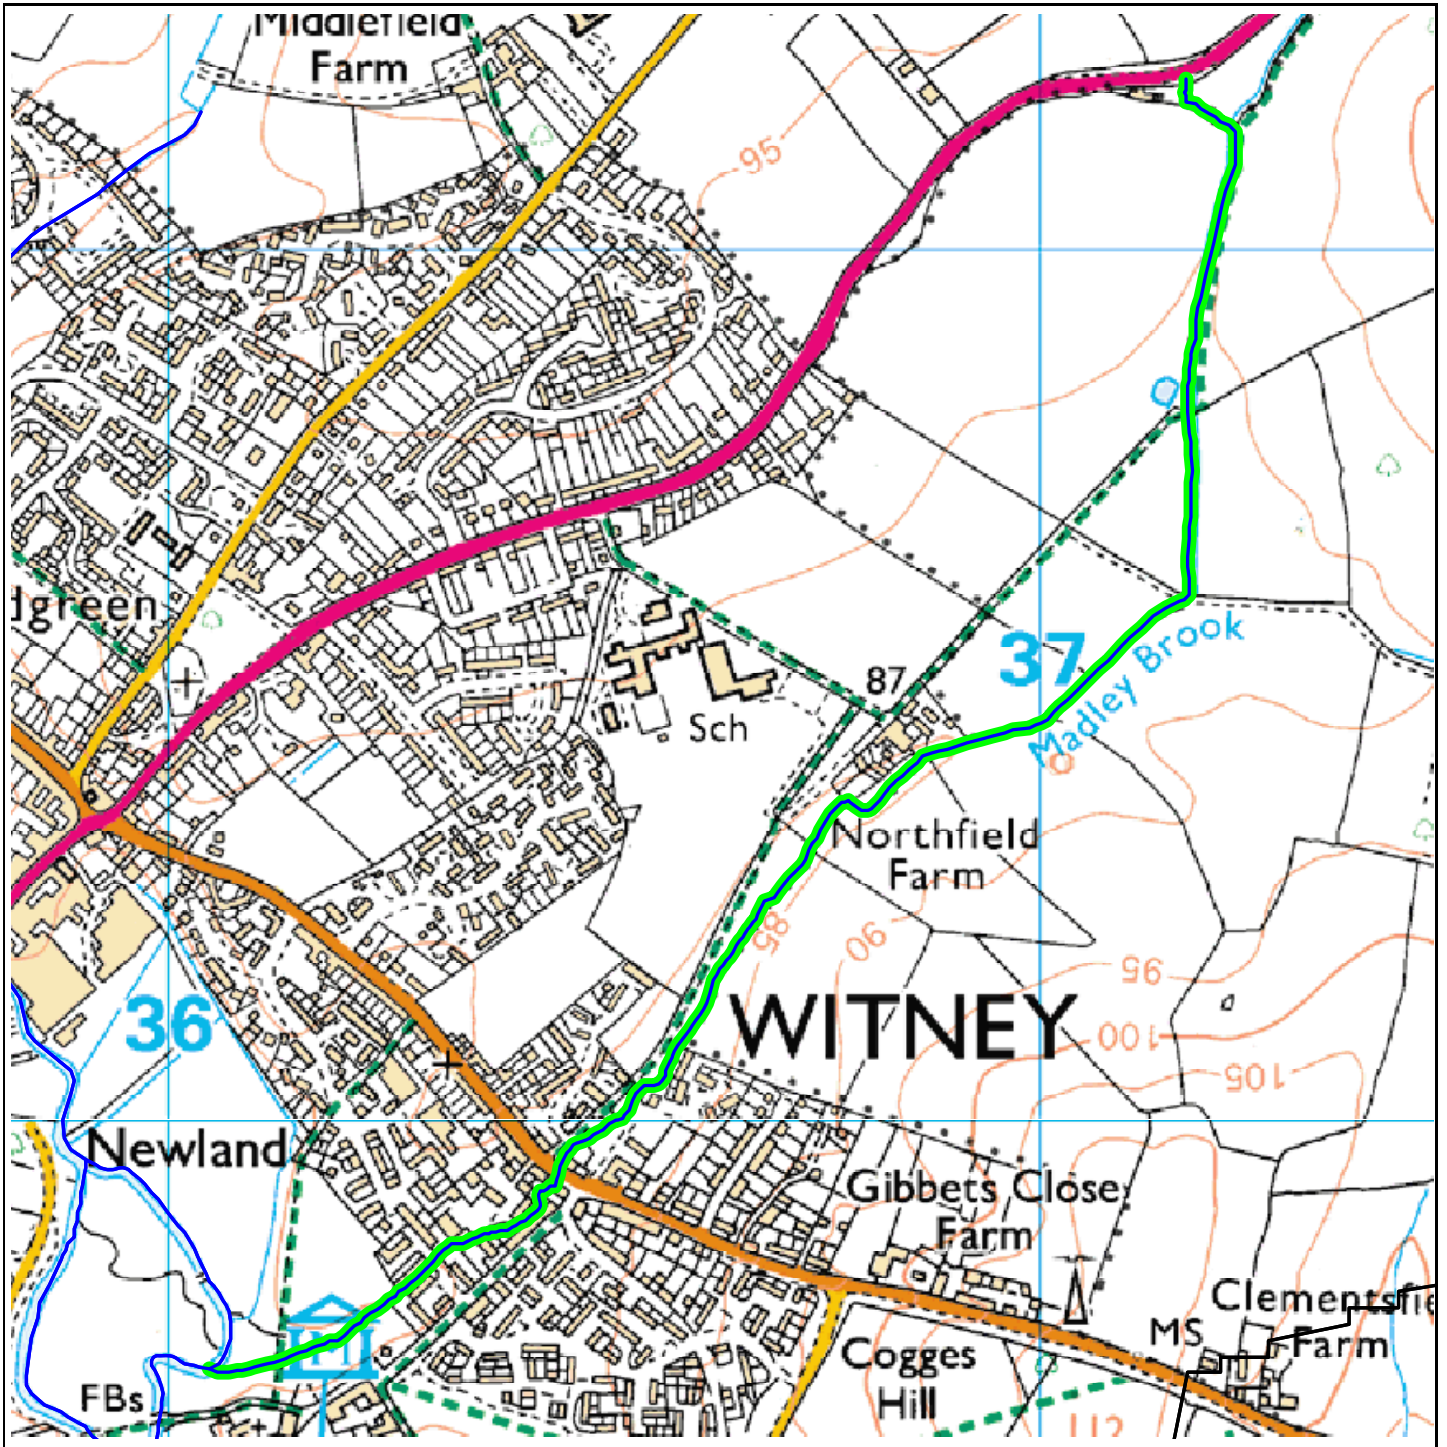 Middlefield
Farm
95
dgreen
37
Madley Brook
87
Sch
Northfield
Farm
85
90
95
WITNEY
36
100
105
Newland
Gibbets Close
Farm
Clementsfie
Farm
MS
Cogges
Hill
FBs
M
112